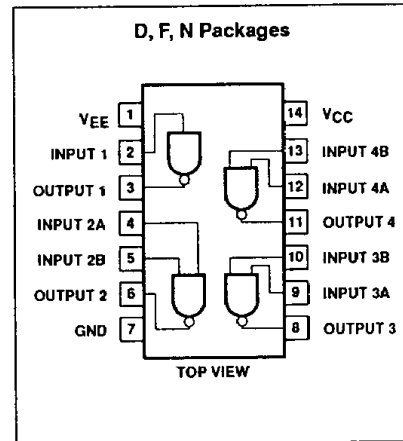 D, F, N Packages
VEE 1
INPUT 1 2
OUTPUT 1 3
INPUT 2A 4
INPUT 2B 5
OUTPUT 2 6
GND 7
14 VCC
13 INPUT 4B
12 INPUT 4A
11 OUTPUT 4
10 INPUT 3B
9 INPUT 3A
8 OUTPUT 3
TOP VIEW